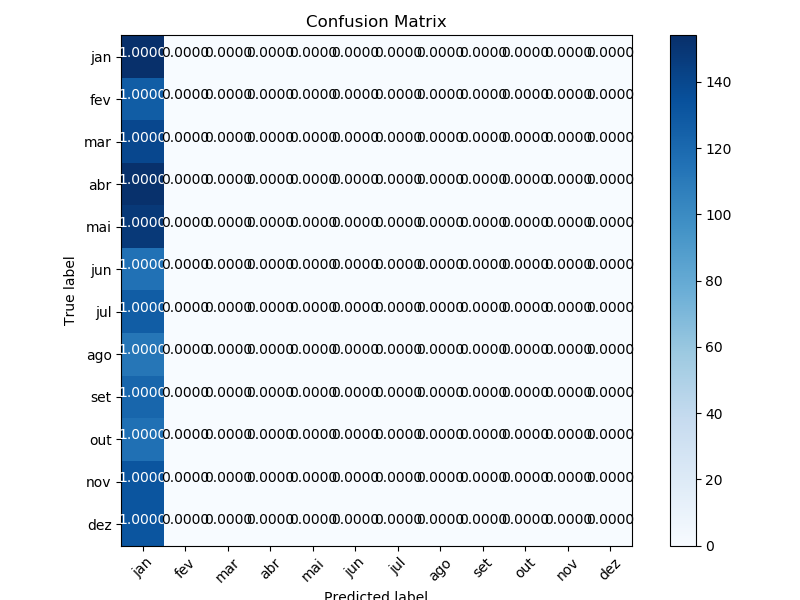 Confusion Matrix
jan 1.0000 0.0000 0.0000 0.0000 0.0000 0.0000 0.0000 0.0000 0.0000 0.0000 0.0000 0.0000
fev 1.0000 0.0000 0.0000 0.0000 0.0000 0.0000 0.0000 0.0000 0.0000 0.0000 0.0000 0.0000
mar 1.0000 0.0000 0.0000 0.0000 0.0000 0.0000 0.0000 0.0000 0.0000 0.0000 0.0000 0.0000
abr 1.0000 0.0000 0.0000 0.0000 0.0000 0.0000 0.0000 0.0000 0.0000 0.0000 0.0000 0.0000
mai 1.0000 0.0000 0.0000 0.0000 0.0000 0.0000 0.0000 0.0000 0.0000 0.0000 0.0000 0.0000
jun 1.0000 0.0000 0.0000 0.0000 0.0000 0.0000 0.0000 0.0000 0.0000 0.0000 0.0000 0.0000
jul 1.0000 0.0000 0.0000 0.0000 0.0000 0.0000 0.0000 0.0000 0.0000 0.0000 0.0000 0.0000
ago 1.0000 0.0000 0.0000 0.0000 0.0000 0.0000 0.0000 0.0000 0.0000 0.0000 0.0000 0.0000
set 1.0000 0.0000 0.0000 0.0000 0.0000 0.0000 0.0000 0.0000 0.0000 0.0000 0.0000 0.0000
out 1.0000 0.0000 0.0000 0.0000 0.0000 0.0000 0.0000 0.0000 0.0000 0.0000 0.0000 0.0000
nov 1.0000 0.0000 0.0000 0.0000 0.0000 0.0000 0.0000 0.0000 0.0000 0.0000 0.0000 0.0000
dez 1.0000 0.0000 0.0000 0.0000 0.0000 0.0000 0.0000 0.0000 0.0000 0.0000 0.0000 0.0000
jan fev mar abr mai jun jul ago set out nov dez
Predicted label
True label
140
120
100
80
60
40
20
0